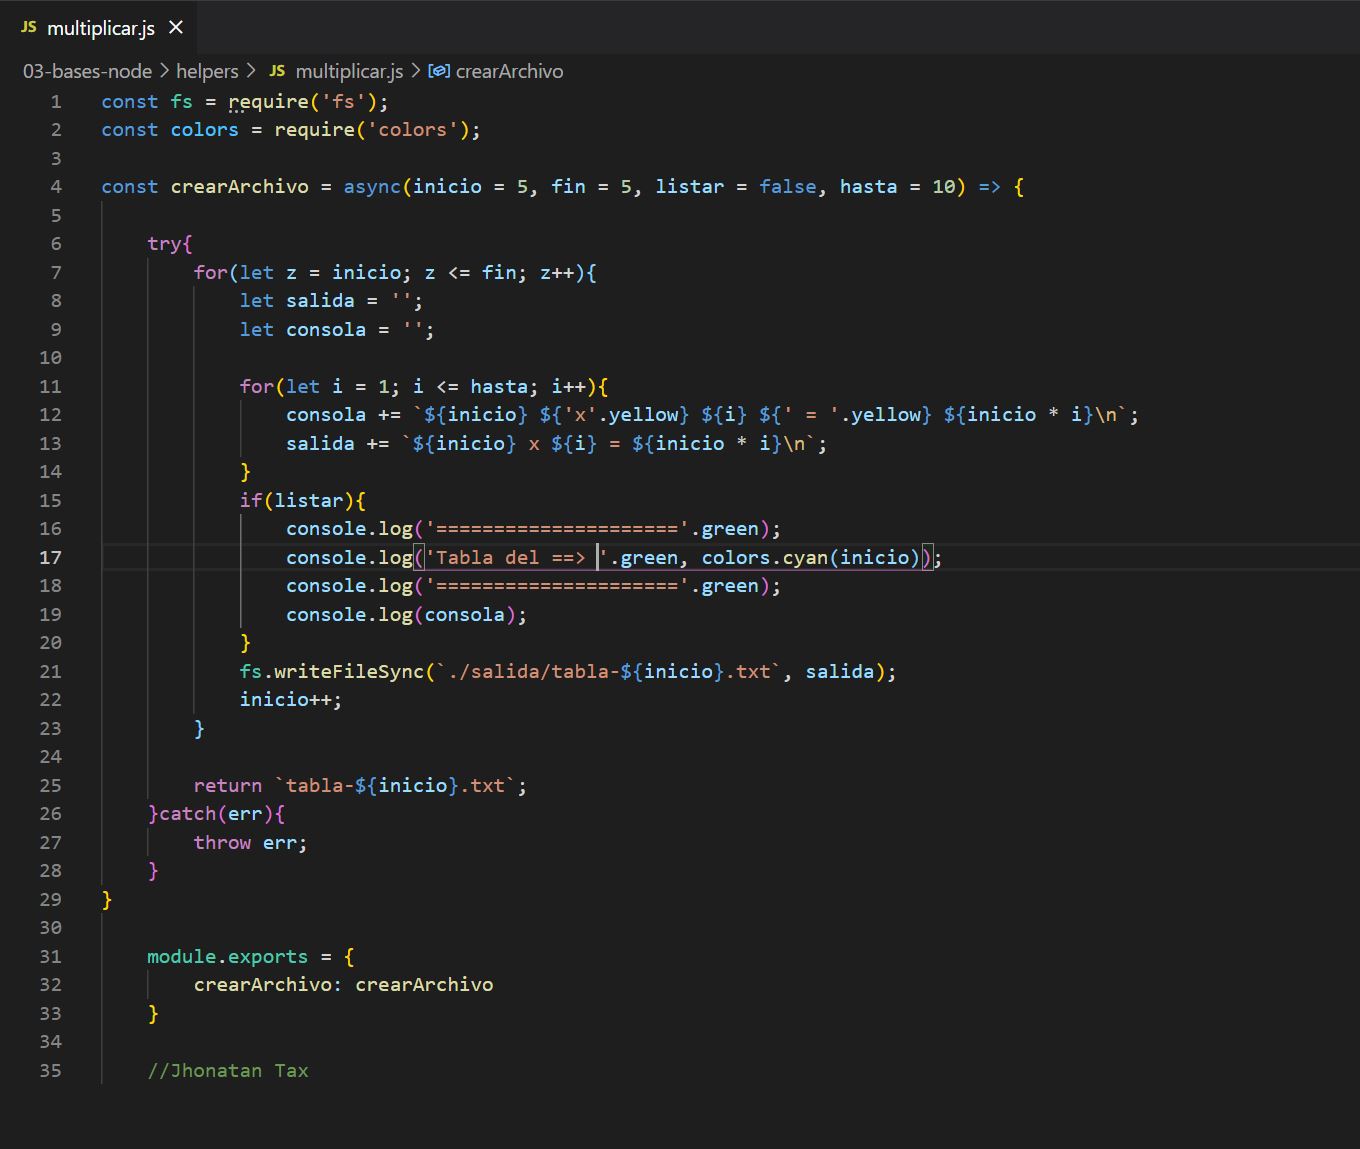 JS multiplicar.js ×
03-bases-node > helpers > JS multiplicar.js > crearArchivo
1 const fs = require('fs');
2 const colors = require('colors');
3
4 const crearArchivo = async(inicio = 5, fin = 5, listar = false, hasta = 10) => {
5
6     try{
7         for(let z = inicio; z <= fin; z++){
8             let salida = '';
9             let consola = '';
10
11             for(let i = 1; i <= hasta; i++){
12                 consola += `${inicio} ${'x'.yellow} ${i} ${' = '.yellow} ${inicio * i}\n`;
13                 salida += `${inicio} x ${i} = ${inicio * i}\n`;
14             }
15             if(listar){
16                 console.log('====================='.green);
17                 console.log('Tabla del ==> '.green, colors.cyan(inicio));
18                 console.log('====================='.green);
19                 console.log(consola);
20             }
21             fs.writeFileSync(`./salida/tabla-${inicio}.txt`, salida);
22             inicio++;
23         }
24
25         return `tabla-${inicio}.txt`;
26     }catch(err){
27         throw err;
28     }
29 }
30
31     module.exports = {
32         crearArchivo: crearArchivo
33     }
34
35     //Jhonatan Tax